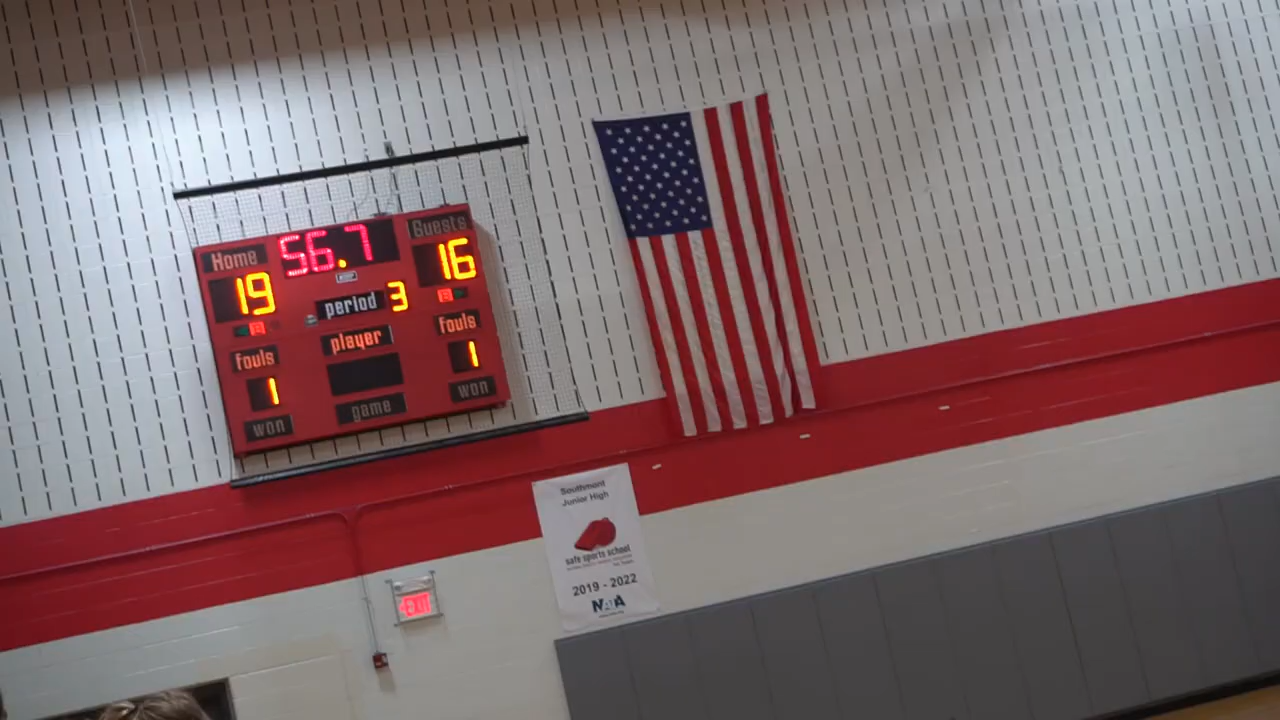 Home
56.7
Guests
19
16
period 3
fouls
player
fouls
1
1
won
game
won
EXIT
Southmont
Junior High
safe sports school
2019 - 2022
NATA